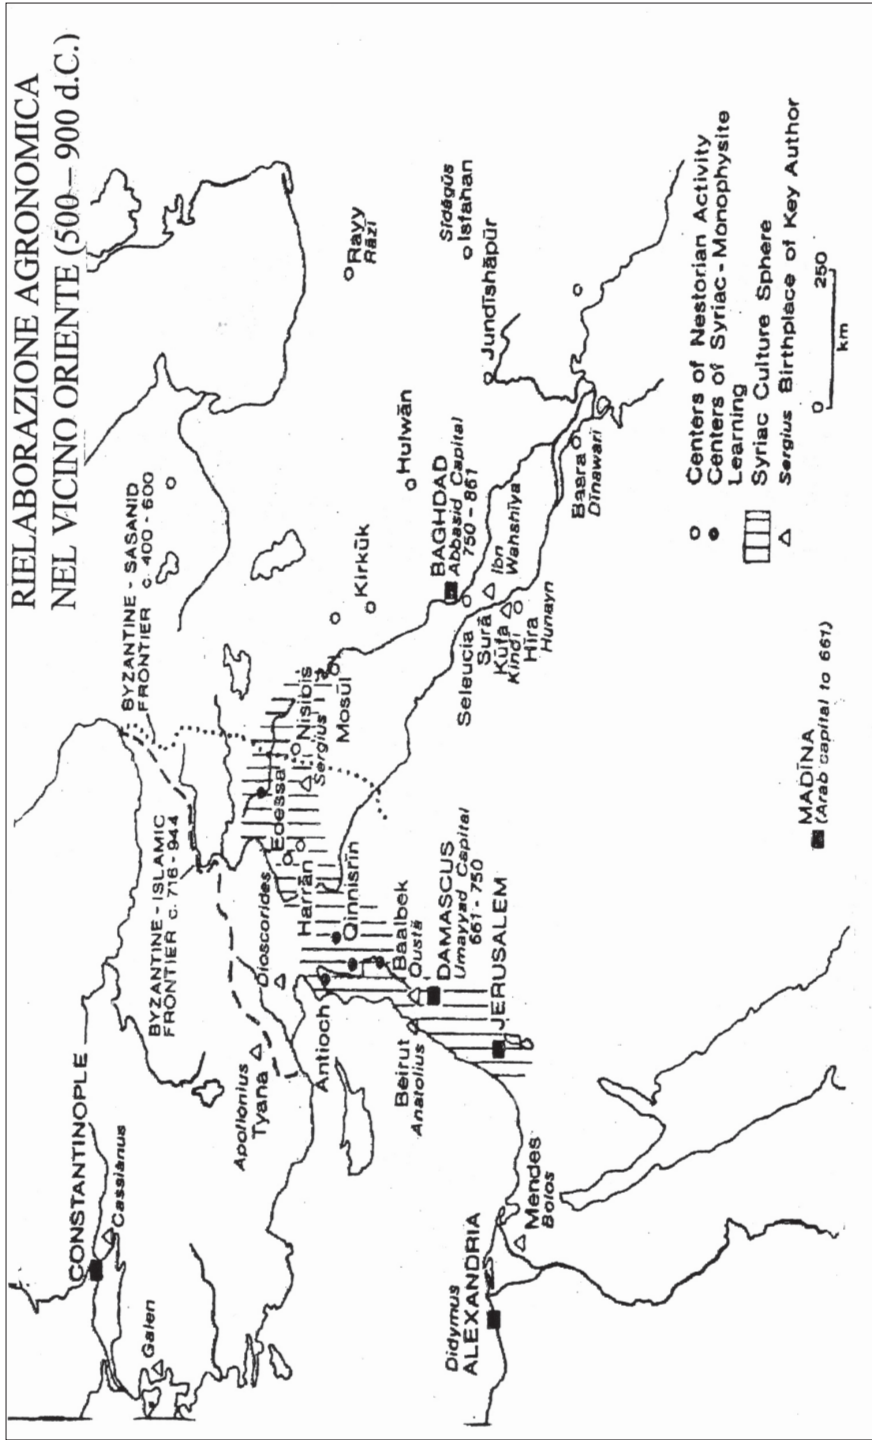 RIELABORAZIONE AGRONOMICA
NEL VICINO ORIENTE (500 – 900 d.C.)
BYZANTINE - SASANID
FRONTIER c. 400 - 600
BYZANTINE - ISLAMIC
FRONTIER c. 716 - 944
CONSTANTINOPLE
Cassianus
Galen
Apollonius
Tyana
Dioscorides
Antioch
Harrān
Edessa
Nisibis
Sergius
Mosūl
Qinnisrīn
Baalbek
Oustā
Beirut
Anatolius
DAMASCUS
Umayyad Capital
661 - 750
JERUSALEM
Didymus
ALEXANDRIA
Mendes
Bolos
Kirkūk
Hulwān
Rayy
Rāzī
Sīdāgūs
Isfahan
Jundīshāpūr
BAGHDAD
Abbasid Capital
750 - 861
Seleucia
Surā
Ibn
Wahshīya
Kūfa
Kindī
Hīra
Hunayn
Basra
Dīnawarī
MADĪNA
(Arab capital to 661)
Centers of Nestorian Activity
Centers of Syriac - Monophysite
Learning
Syriac Culture Sphere
Sergius Birthplace of Key Author
0 250
km